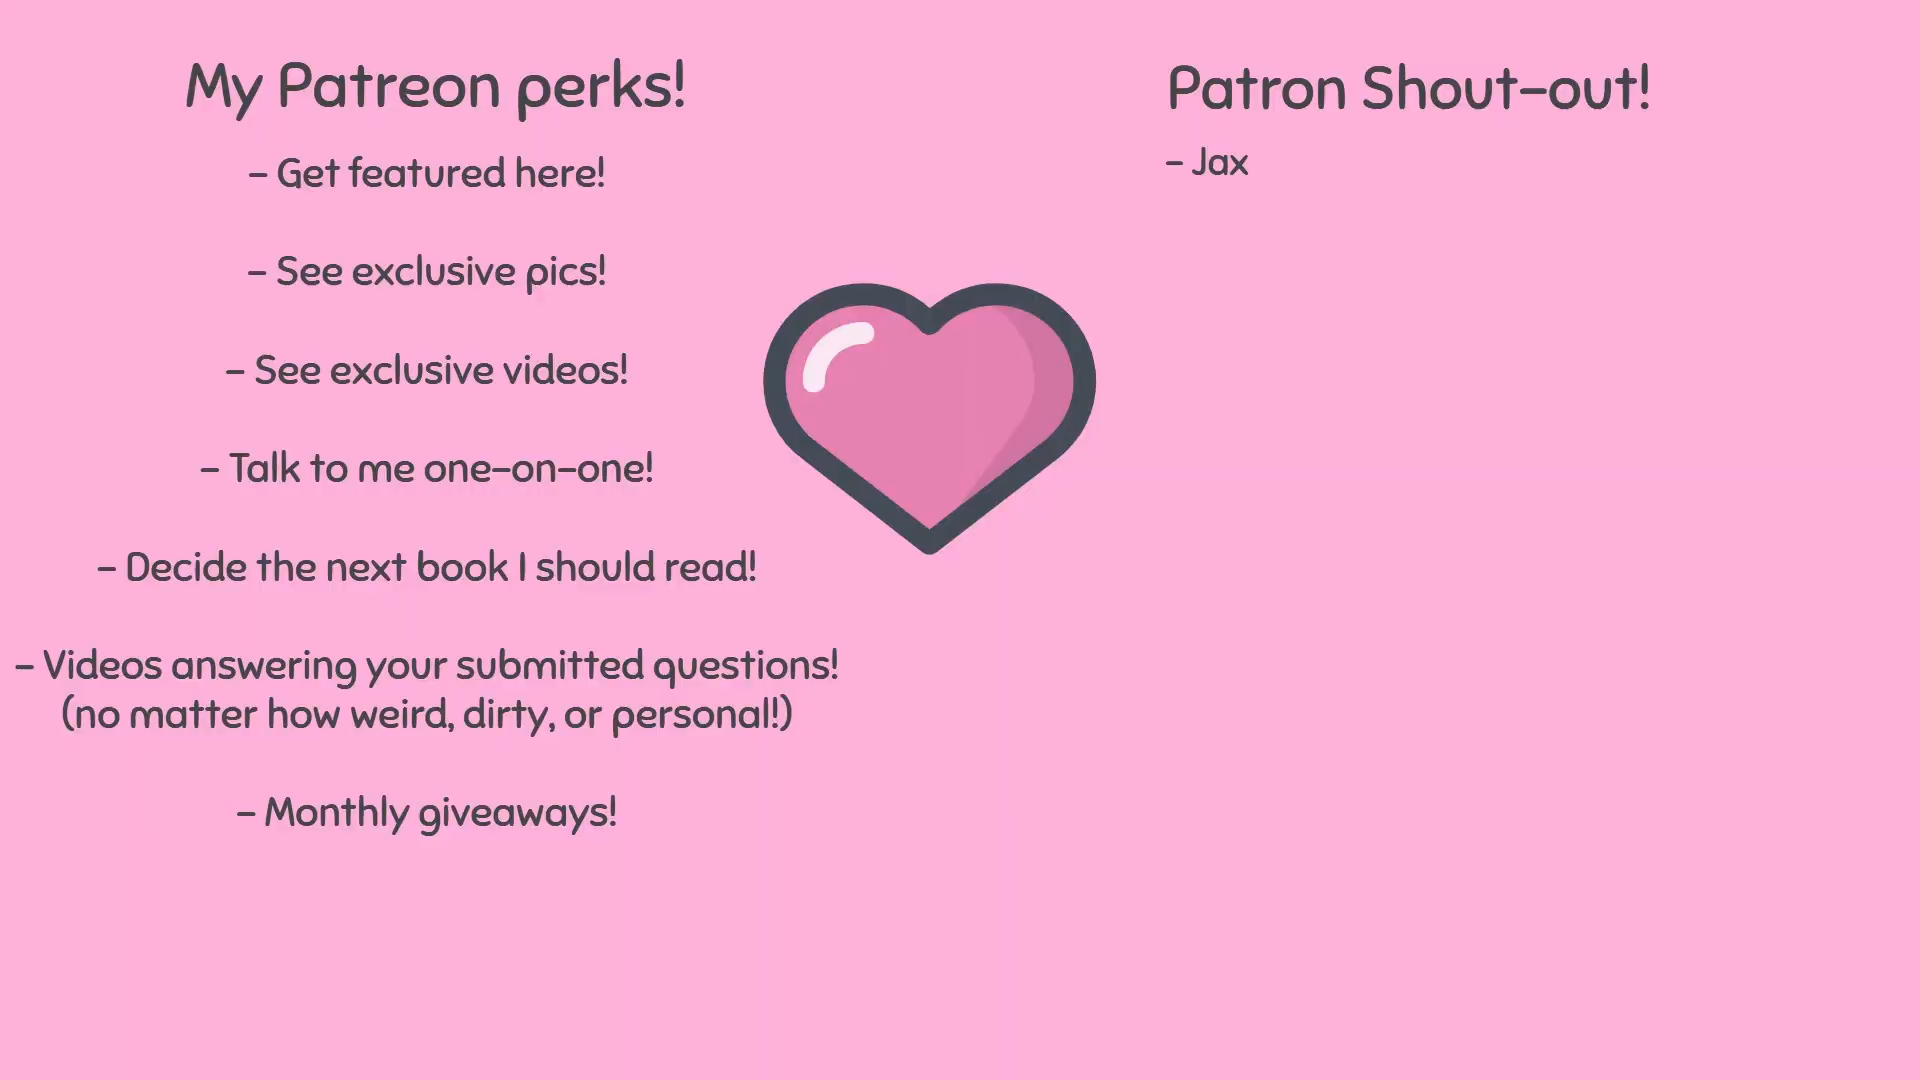 My Patreon perks!
- Get featured here!
- See exclusive pics!
- See exclusive videos!
- Talk to me one-on-one!
- Decide the next book I should read!
- Videos answering your submitted questions!
(no matter how weird, dirty, or personal!)
- Monthly giveaways!
Patron Shout-out!
- Jax